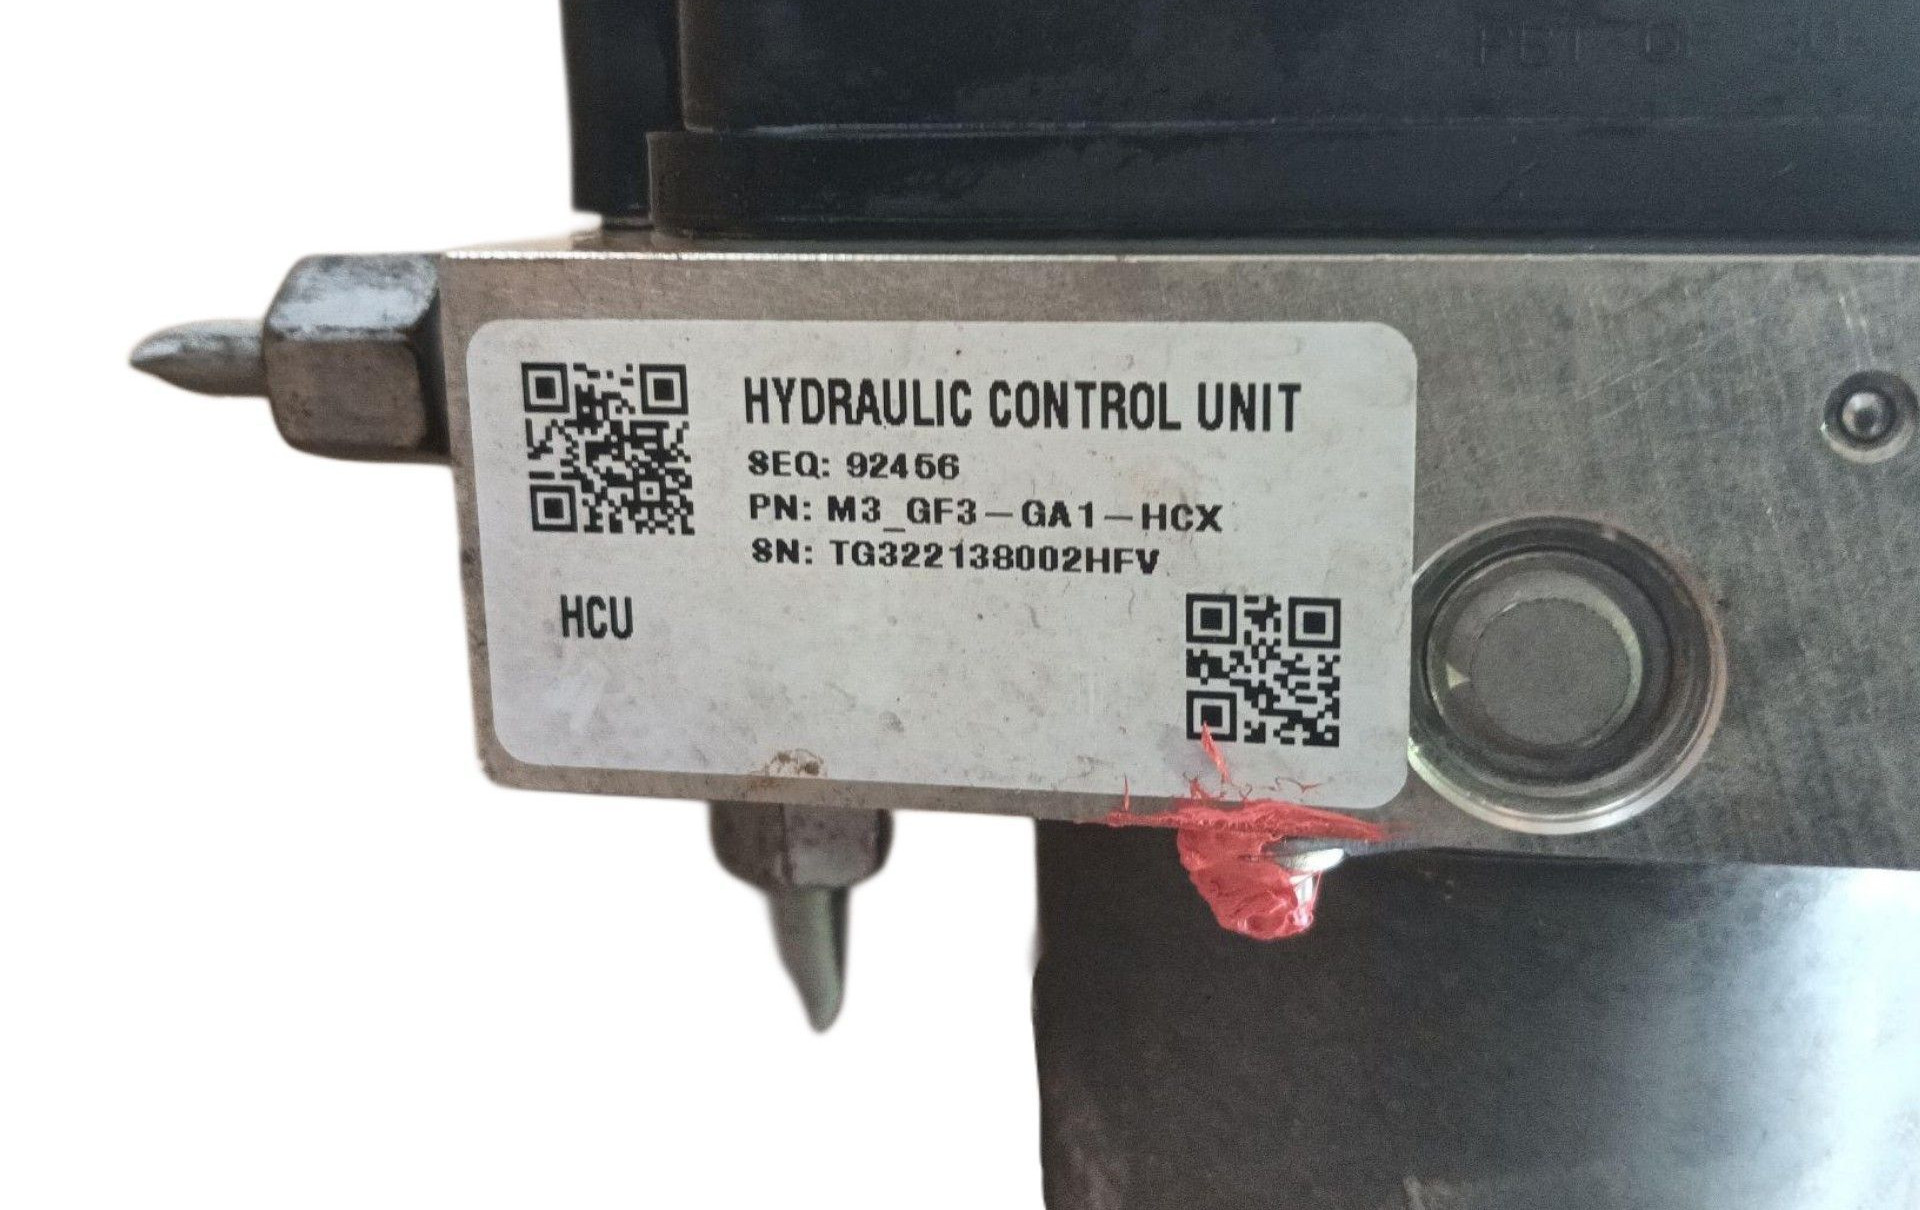 HYDRAULIC CONTROL UNIT
SEQ: 92456
PN: M3_GF3-GA1-HCX
SN: TG322138002HFV
HCU